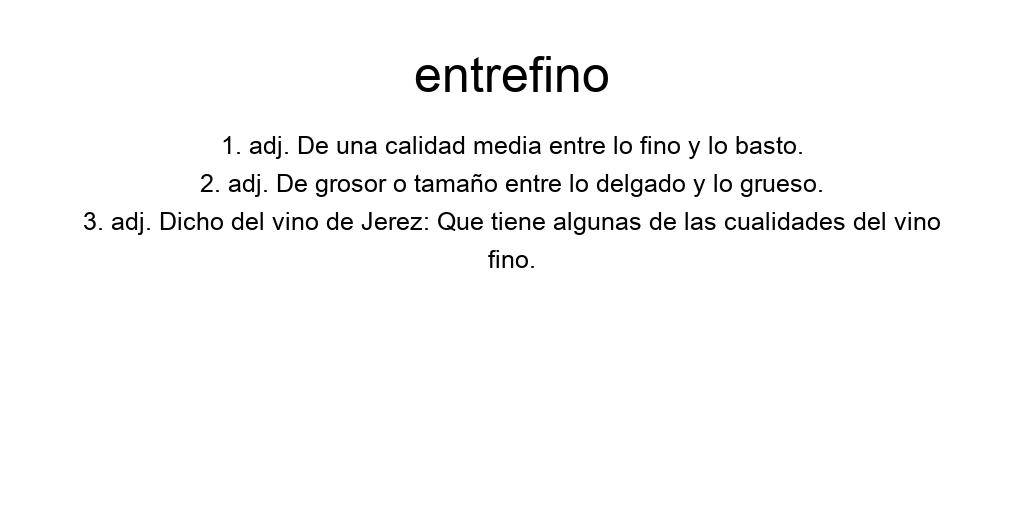 entrefino
1. adj. De una calidad media entre lo fino y lo basto.
2. adj. De grosor o tamaño entre lo delgado y lo grueso.
3. adj. Dicho del vino de Jerez: Que tiene algunas de las cualidades del vino
fino.